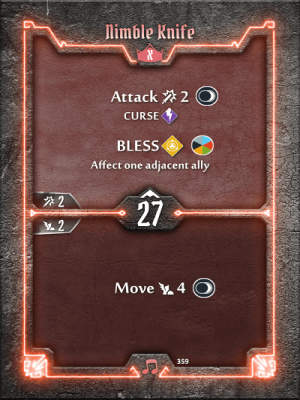 Nimble Knife
X
Attack 2
CURSE
BLESS
Affect one adjacent ally
2
27
2
Move 4
359